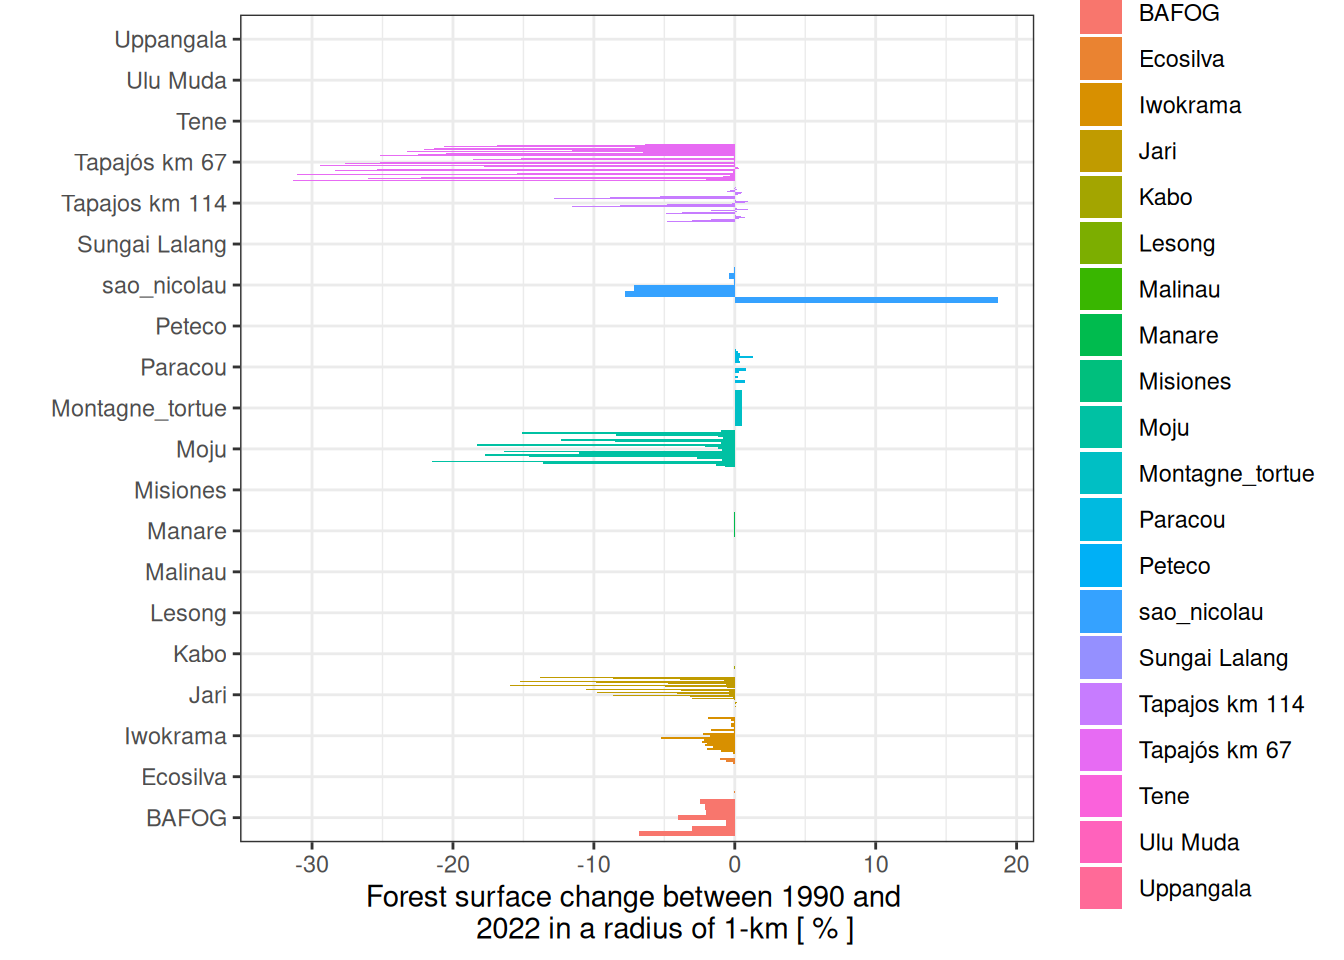 Uppangala
Ulu Muda
Tene
Tapajós km 67
Tapajos km 114
Sungai Lalang
sao_nicolau
Peteco
Paracou
Montagne_tortue
Moju
Misiones
Manare
Malinau
Lesong
Kabo
Jari
Iwokrama
Ecosilva
BAFOG
-30
-20
-10
0
10
20
Forest surface change between 1990 and
2022 in a radius of 1-km [ % ]
BAFOG
Ecosilva
Iwokrama
Jari
Kabo
Lesong
Malinau
Manare
Misiones
Moju
Montagne_tortue
Paracou
Peteco
sao_nicolau
Sungai Lalang
Tapajos km 114
Tapajós km 67
Tene
Ulu Muda
Uppangala